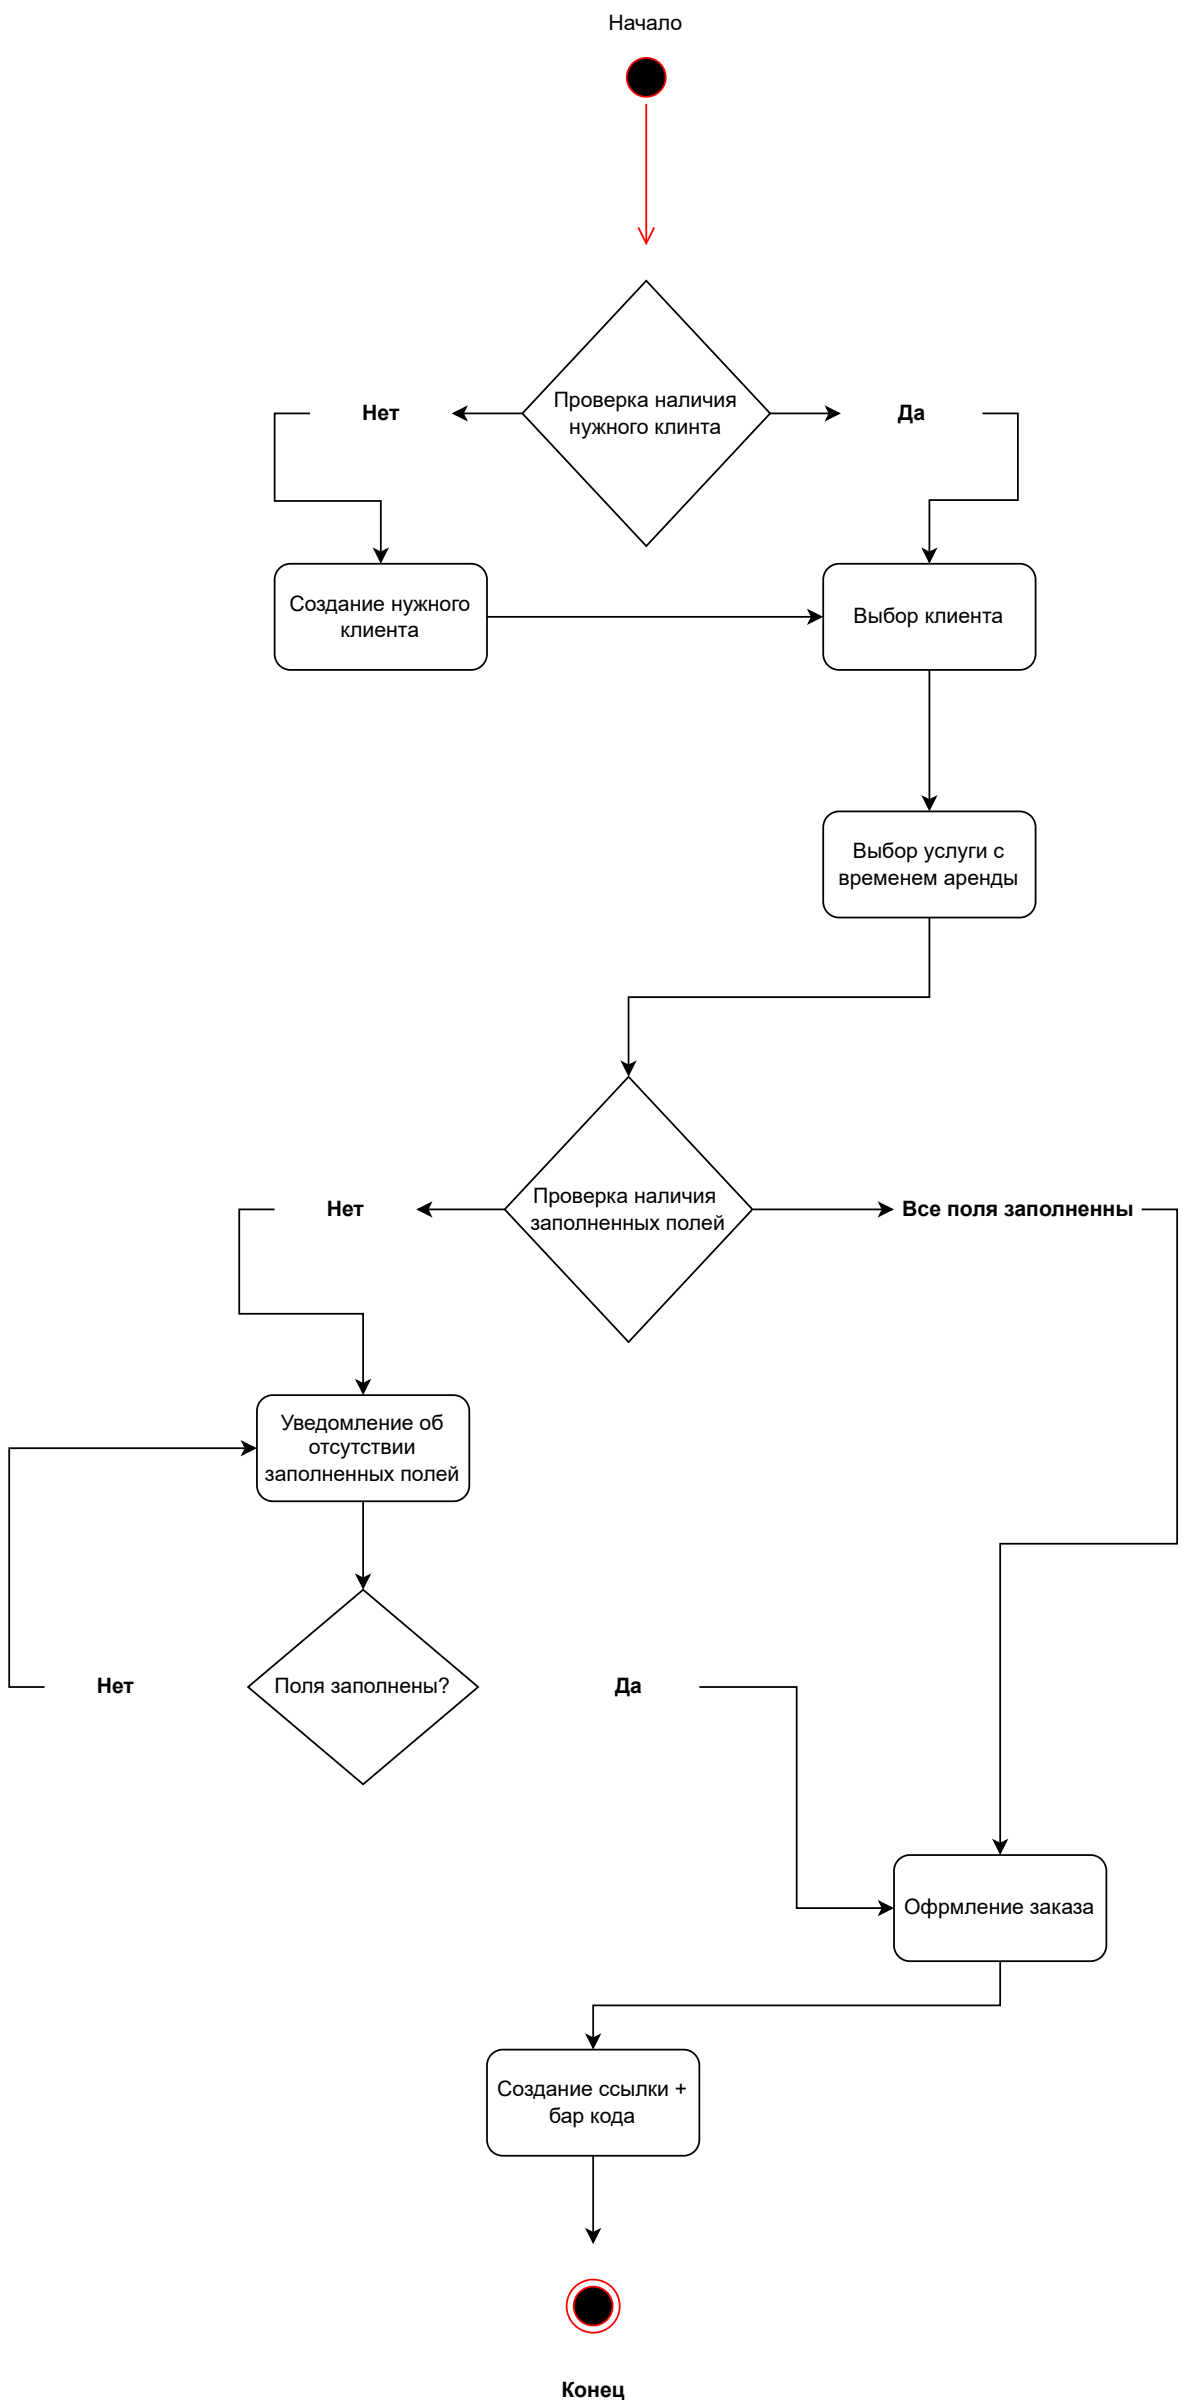 Начало
Проверка наличия
нужного клинта
Нет
Да
Создание нужного
клиента
Выбор клиента
Выбор услуги с
временем аренды
Проверка наличия
заполненных полей
Нет
Все поля заполненны
Уведомление об
отсутствии
заполненных полей
Нет
Поля заполнены?
Да
Офрмление заказа
Создание ссылки +
бар кода
Конец